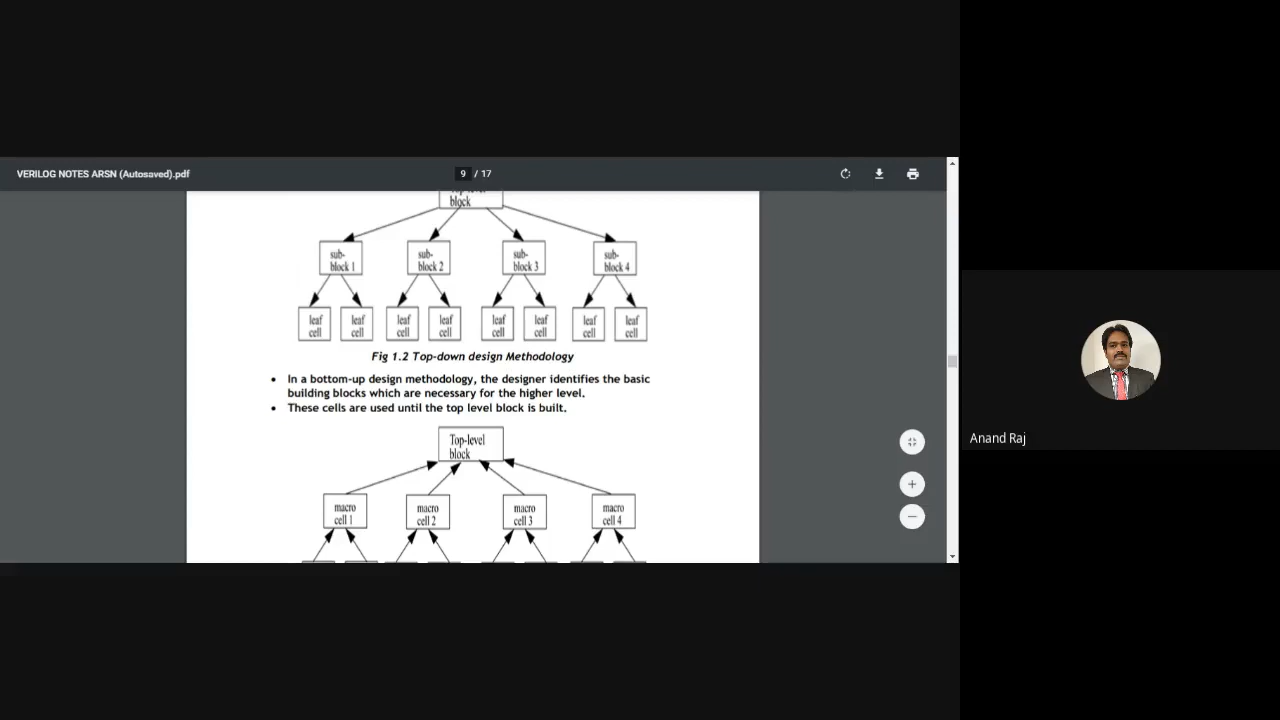 VERILOG NOTES ARSN (Autosaved).pdf
9 / 17
block
sub-
block 1
sub-
block 2
sub-
block 3
sub-
block 4
leaf
cell
leaf
cell
leaf
cell
leaf
cell
leaf
cell
leaf
cell
leaf
cell
leaf
cell
Fig 1.2 Top-down design Methodology
• In a bottom-up design methodology, the designer identifies the basic
building blocks which are necessary for the higher level.
• These cells are used until the top level block is built.
Top-level
block
macro
cell 1
macro
cell 2
macro
cell 3
macro
cell 4
Anand Raj